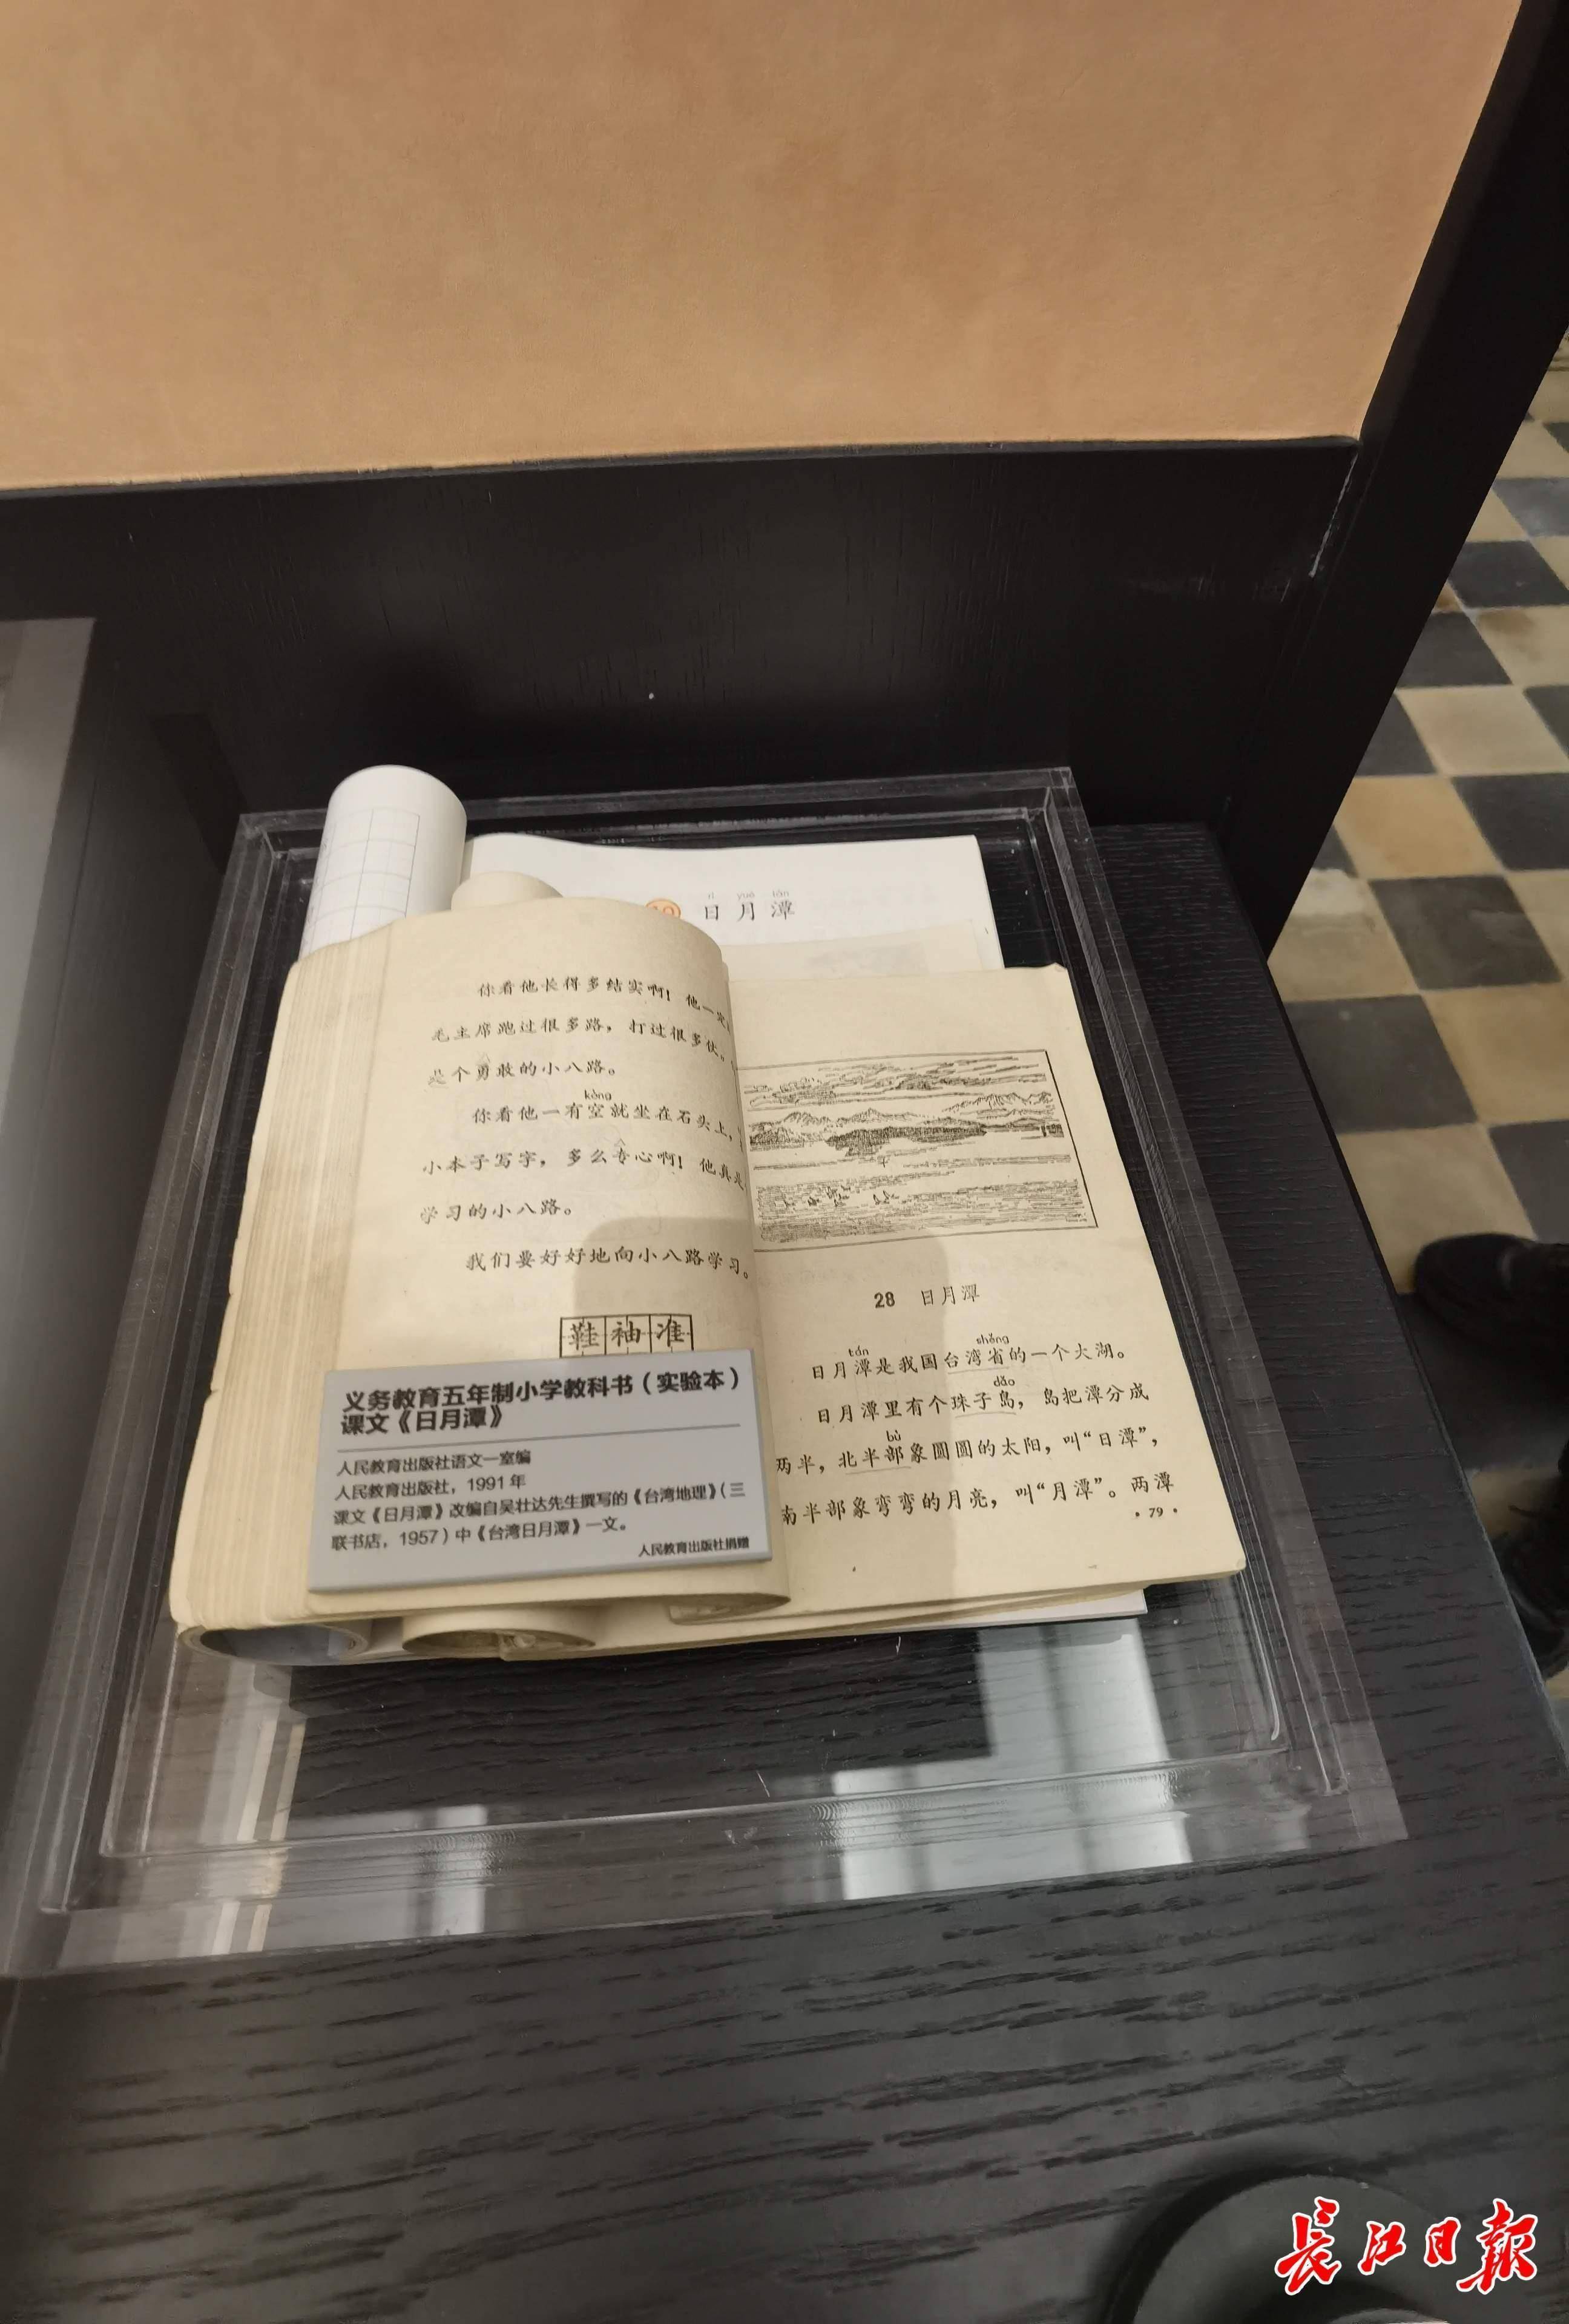 rì yuè tán
日月潭
你看他长得多结实啊！他一定
毛主席跑过很多路，打过很多仗。
是个勇敢的小八路。
kòng
你看他一有空就坐在石头上，
小本子写字，多么专心啊！他真是
学习的小八路。
我们要好好地向小八路学习。
鞋袖准
28 日月潭
tán shěng
日月潭是我国台湾省的一个大湖。
dǎo
日月潭里有个珠子岛，岛把潭分成
bù
两半，北半部象圆圆的太阳，叫“日潭”，
南半部象弯弯的月亮，叫“月潭”。两潭
·79·
义务教育五年制小学教科书（实验本）
课文《日月潭》
人民教育出版社语文一室编
人民教育出版社，1991年
课文《日月潭》改编自吴壮达先生撰写的《台湾地理》（三
联书店，1957）中《台湾日月潭》一文。
人民教育出版社捐赠
长江日报